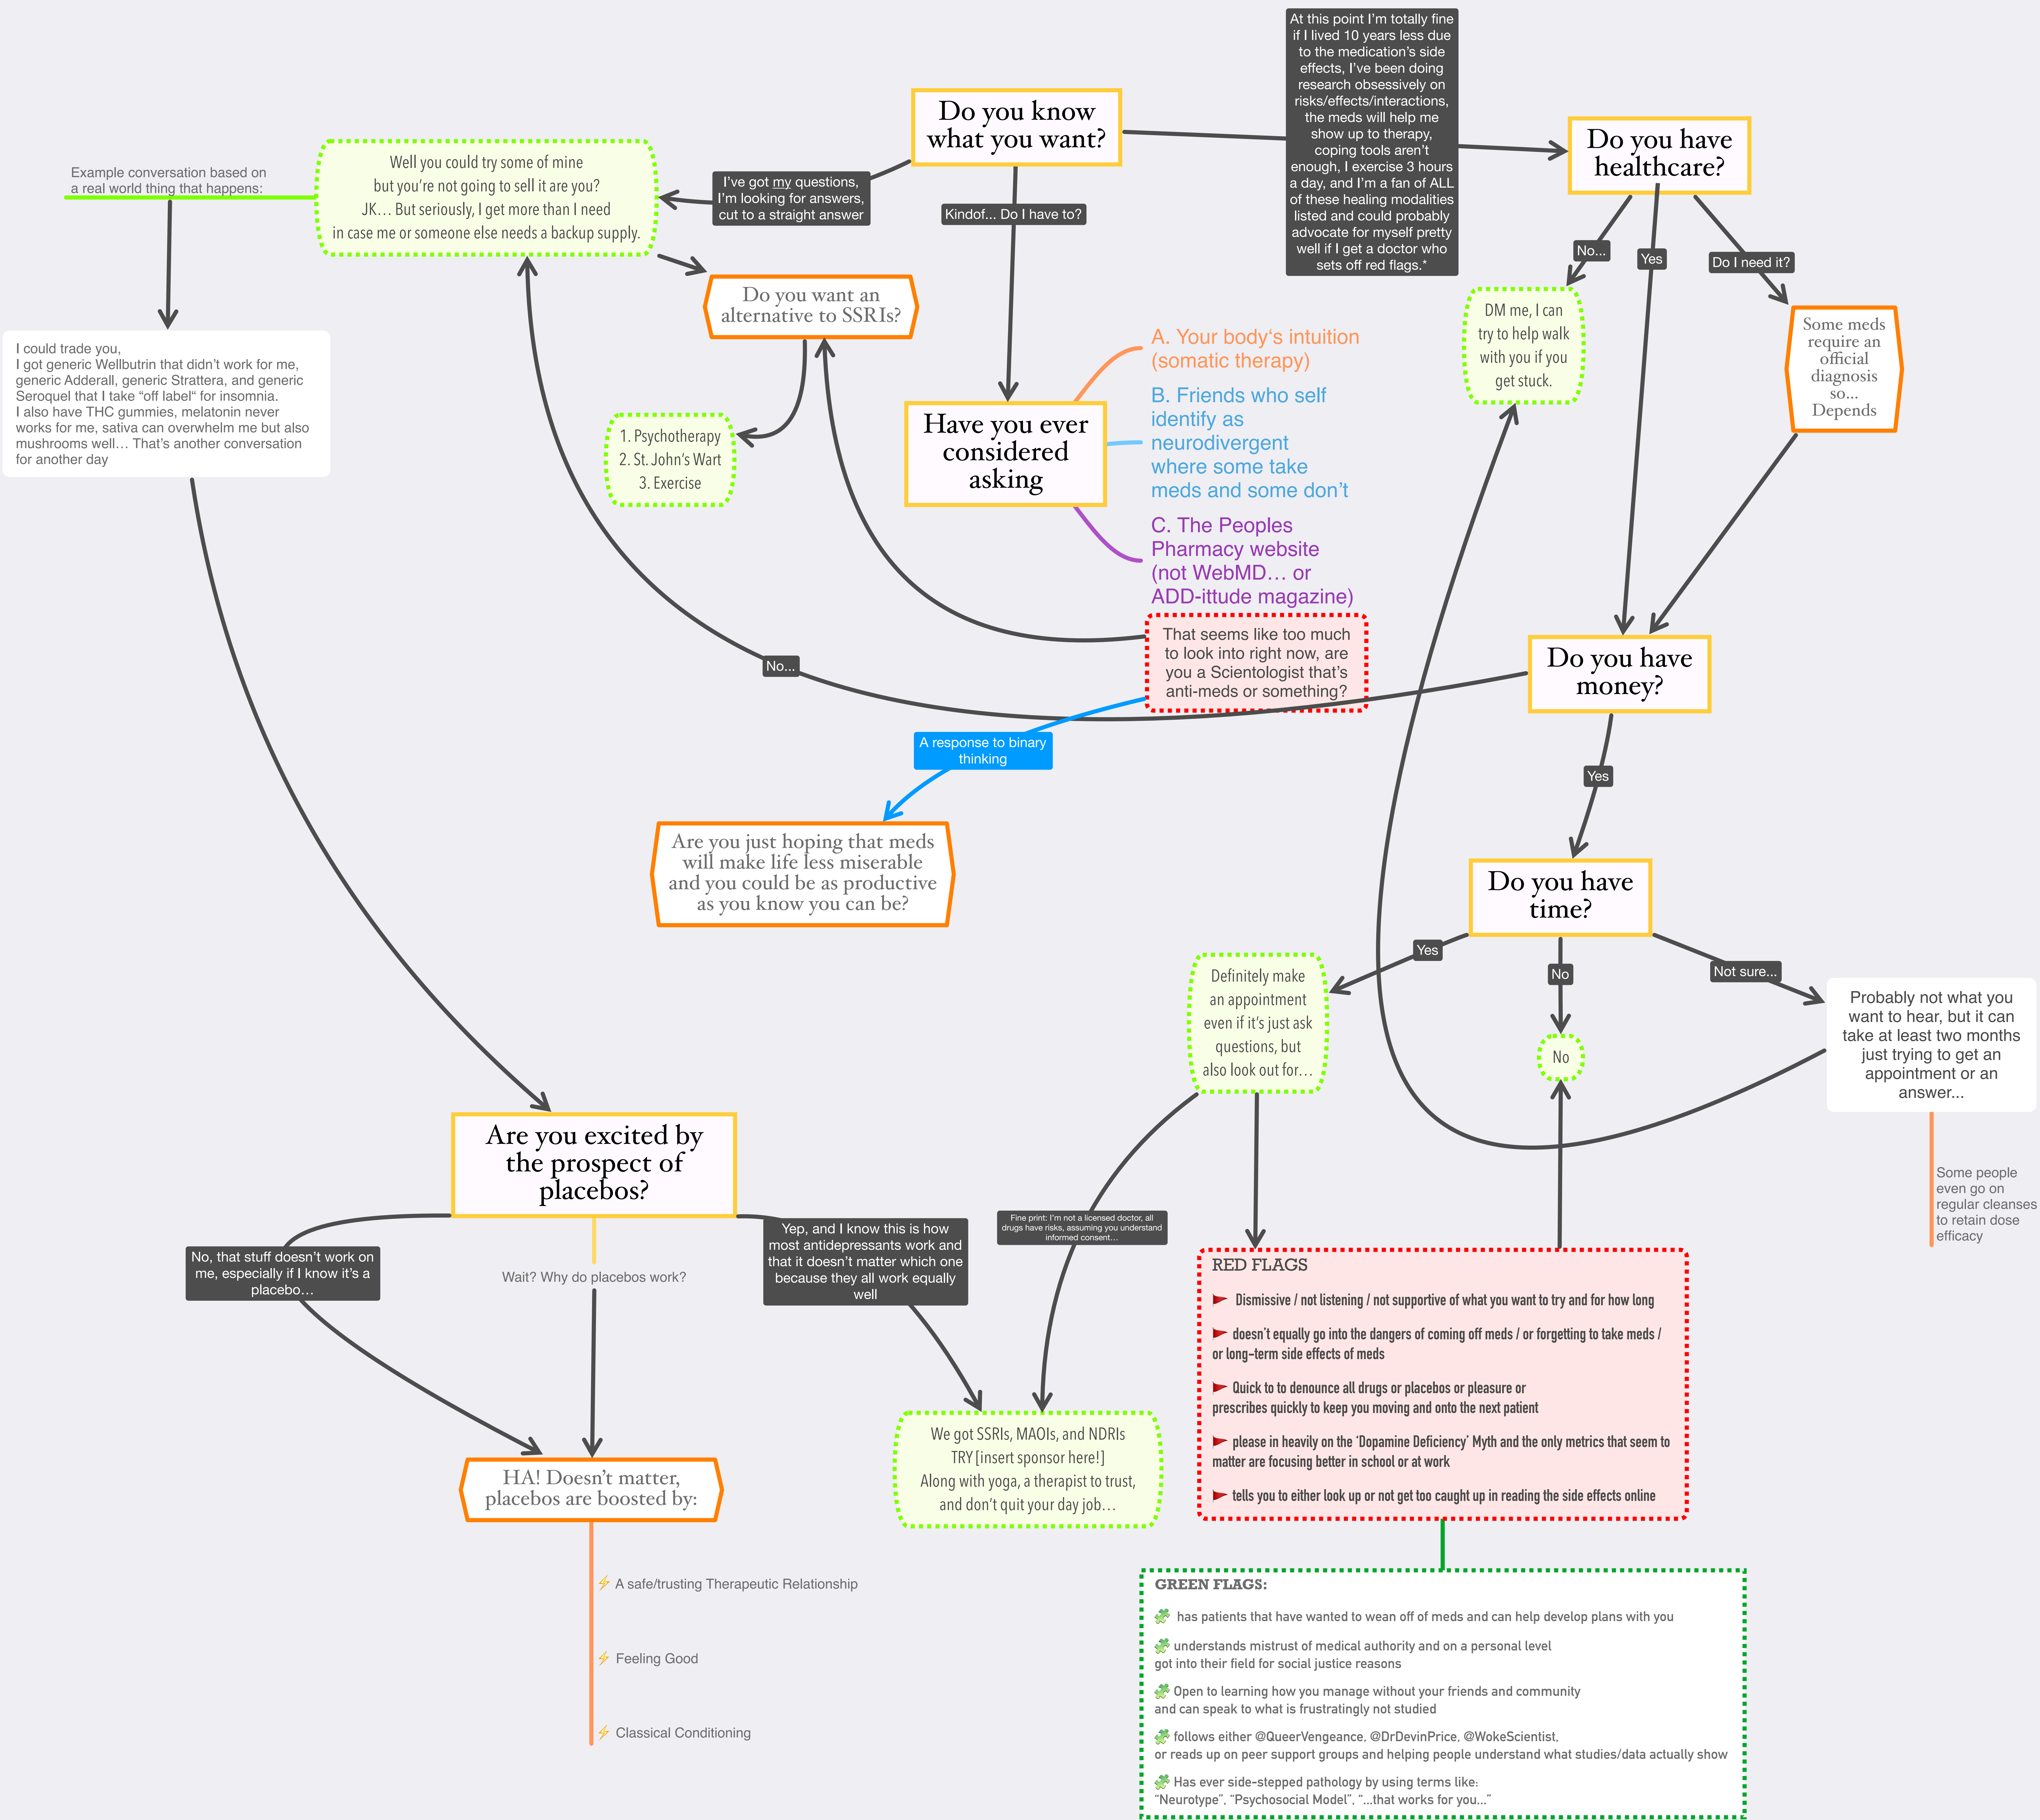 At this point I'm totally fine
if I lived 10 years less due
to the medication's side
effects, I've been doing
research obsessively on
risks/effects/interactions,
the meds will help me
show up to therapy,
coping tools aren't
enough, I exercise 3 hours
a day, and I'm a fan of ALL
of these healing modalities
listed and could probably
advocate for myself pretty
well if I get a doctor who
sets off red flags.*
Do you know
what you want?
Do you have
healthcare?
Example conversation based on
a real world thing that happens:
Well you could try some of mine
but you're not going to sell it are you?
JK… But seriously, I get more than I need
in case me or someone else needs a backup supply.
I've got my questions,
I'm looking for answers,
cut to a straight answer
Kindof... Do I have to?
No...
Yes
Do I need it?
Do you want an
alternative to SSRIs?
DM me, I can
try to help walk
with you if you
get stuck.
Some meds
require an
official
diagnosis
so...
Depends
I could trade you,
I got generic Wellbutrin that didn't work for me,
generic Adderall, generic Strattera, and generic
Seroquel that I take "off label" for insomnia.
I also have THC gummies, melatonin never
works for me, sativa can overwhelm me but also
mushrooms well… That's another conversation
for another day
1. Psychotherapy
2. St. John's Wart
3. Exercise
Have you ever
considered
asking
A. Your body's intuition
(somatic therapy)
B. Friends who self
identify as
neurodivergent
where some take
meds and some don't
C. The Peoples
Pharmacy website
(not WebMD… or
ADD-ittude magazine)
That seems like too much
to look into right now, are
you a Scientologist that's
anti-meds or something?
No...
Do you have
money?
A response to binary
thinking
Yes
Are you just hoping that meds
will make life less miserable
and you could be as productive
as you know you can be?
Do you have
time?
Yes
No
Not sure...
Definitely make
an appointment
even if it's just ask
questions, but
also look out for…
No
Probably not what you
want to hear, but it can
take at least two months
just trying to get an
appointment or an
answer...
Some people
even go on
regular cleanses
to retain dose
efficacy
Are you excited by
the prospect of
placebos?
No, that stuff doesn't work on
me, especially if I know it's a
placebo…
Wait? Why do placebos work?
Yep, and I know this is how
most antidepressants work and
that it doesn't matter which one
because they all work equally
well
Fine print: I'm not a licensed doctor, all
drugs have risks, assuming you understand
informed consent…
RED FLAGS
Dismissive / not listening / not supportive of what you want to try and for how long
doesn't equally go into the dangers of coming off meds / or forgetting to take meds /
or long-term side effects of meds
Quick to to denounce all drugs or placebos or pleasure or
prescribes quickly to keep you moving and onto the next patient
please in heavily on the 'Dopamine Deficiency' Myth and the only metrics that seem to
matter are focusing better in school or at work
tells you to either look up or not get too caught up in reading the side effects online
We got SSRIs, MAOIs, and NDRIs
TRY [insert sponsor here!]
Along with yoga, a therapist to trust,
and don't quit your day job…
HA! Doesn't matter,
placebos are boosted by:
⚡ A safe/trusting Therapeutic Relationship
⚡ Feeling Good
⚡ Classical Conditioning
GREEN FLAGS:
has patients that have wanted to wean off of meds and can help develop plans with you
understands mistrust of medical authority and on a personal level
got into their field for social justice reasons
Open to learning how you manage without your friends and community
and can speak to what is frustratingly not studied
follows either @QueerVengeance, @DrDevinPrice, @WokeScientist,
or reads up on peer support groups and helping people understand what studies/data actually show
Has ever side-stepped pathology by using terms like:
"Neurotype", "Psychosocial Model", "...that works for you..."